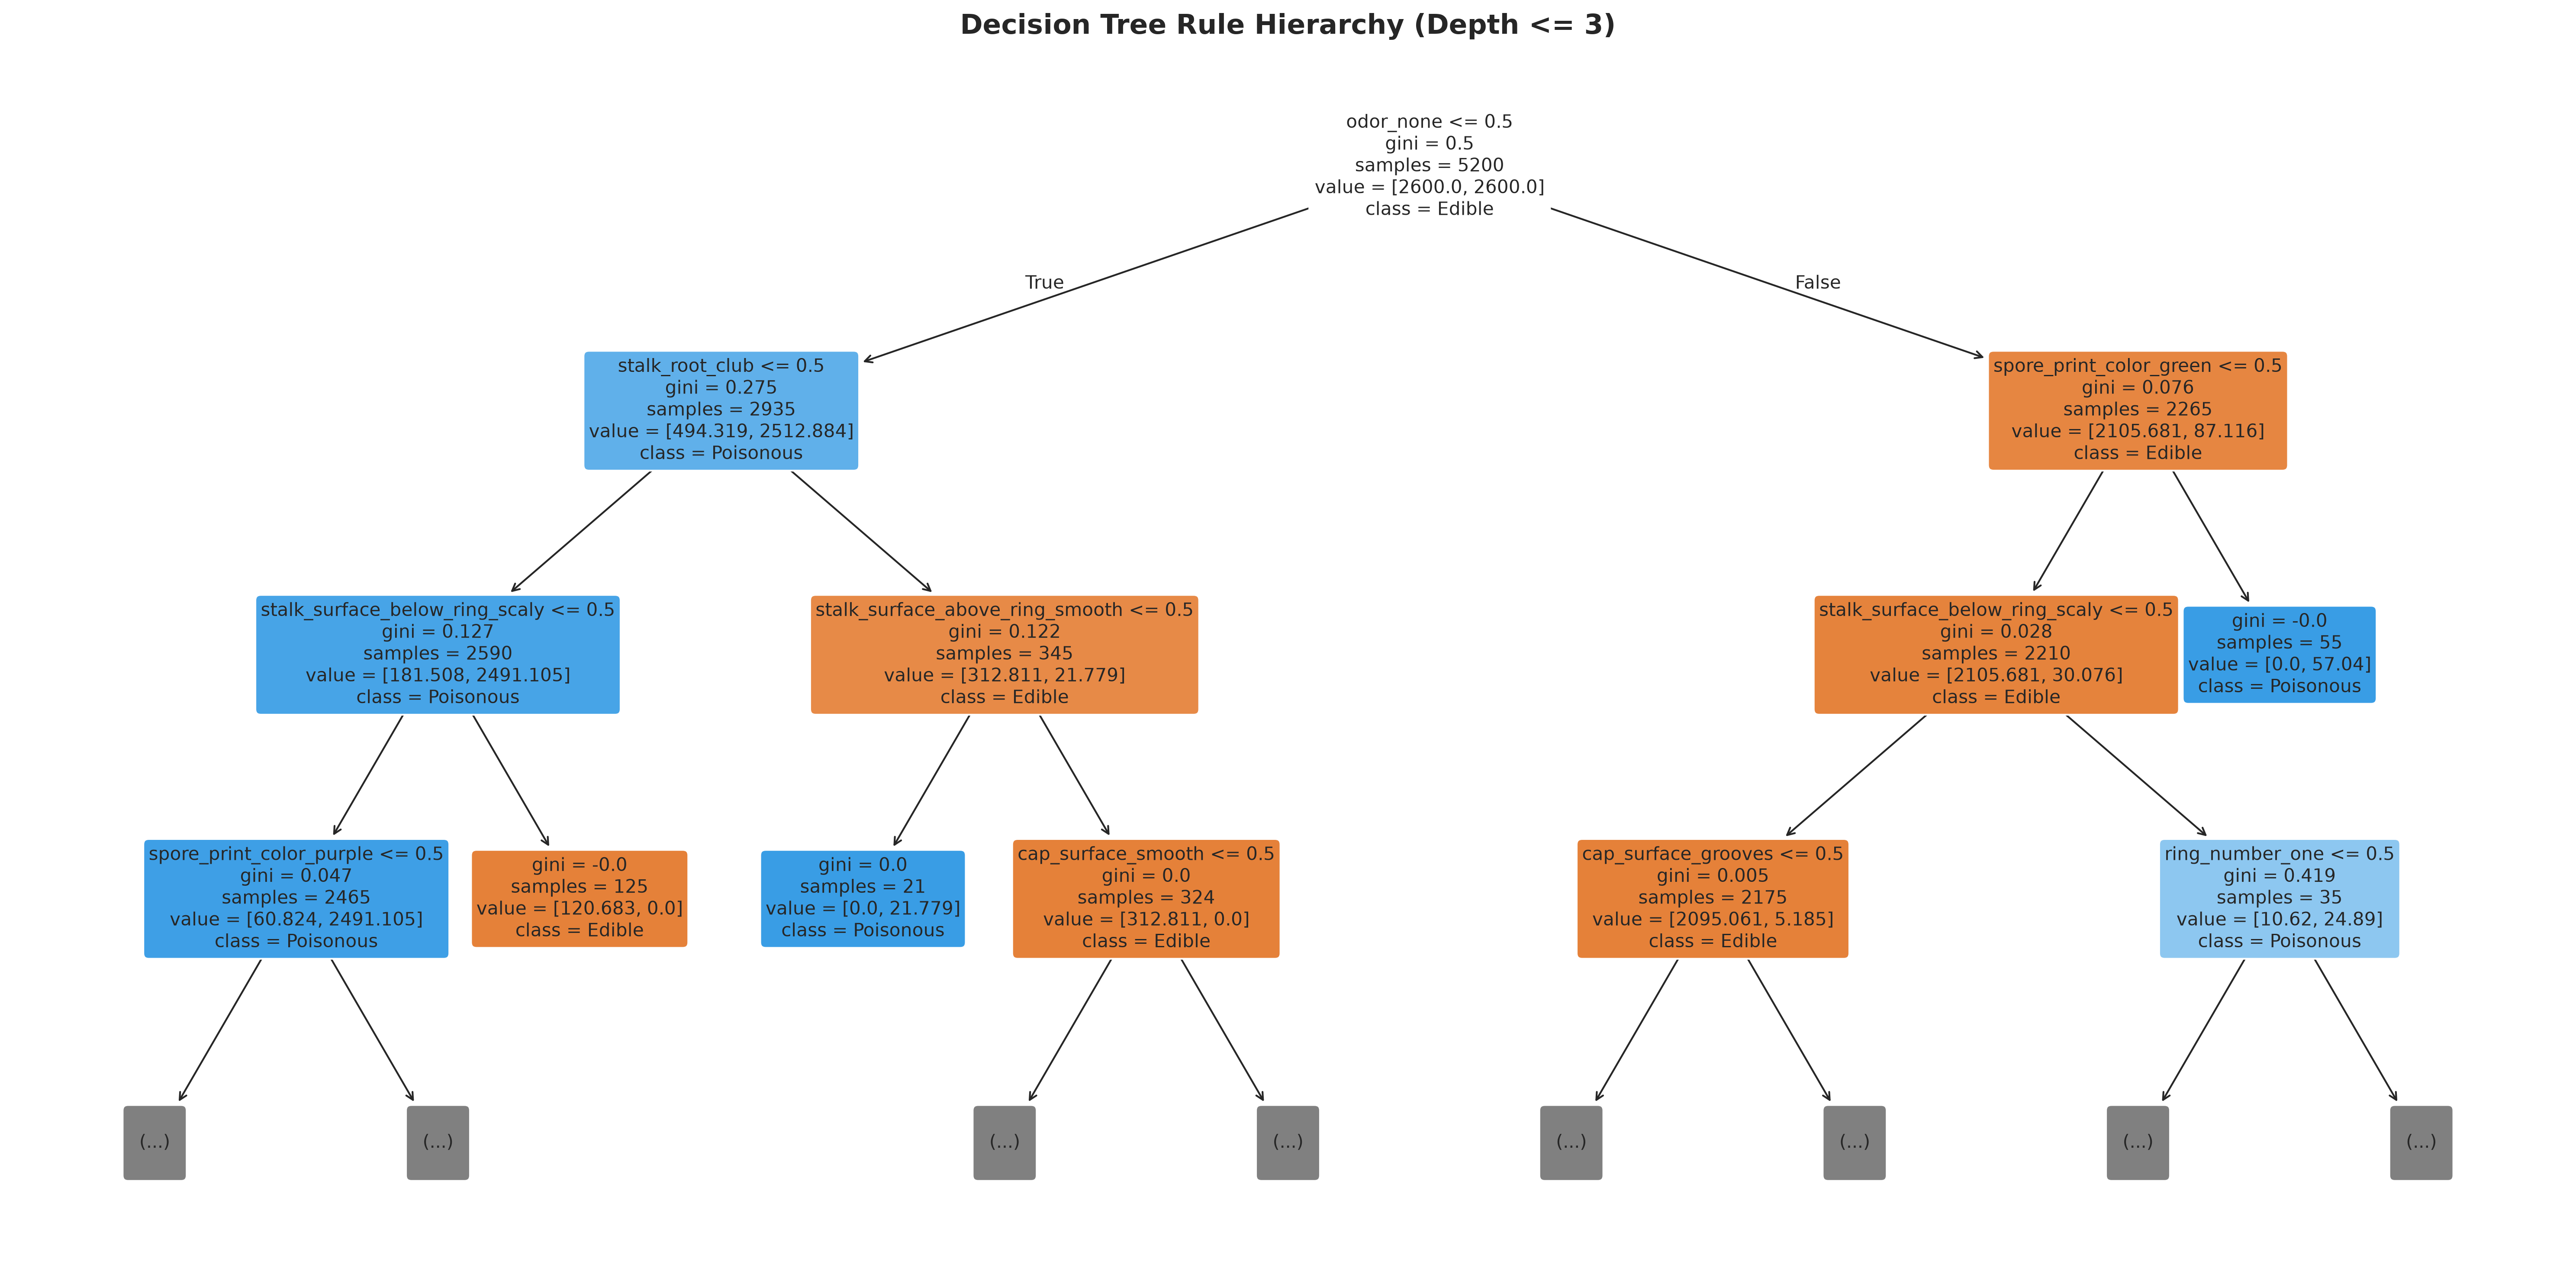 Decision Tree Rule Hierarchy (Depth <= 3)
odor_none <= 0.5
gini = 0.5
samples = 5200
value = [2600.0, 2600.0]
class = Edible
True
False
stalk_root_club <= 0.5
gini = 0.275
samples = 2935
value = [494.319, 2512.884]
class = Poisonous
spore_print_color_green <= 0.5
gini = 0.076
samples = 2265
value = [2105.681, 87.116]
class = Edible
stalk_surface_below_ring_scaly <= 0.5
gini = 0.127
samples = 2590
value = [181.508, 2491.105]
class = Poisonous
stalk_surface_above_ring_smooth <= 0.5
gini = 0.122
samples = 345
value = [312.811, 21.779]
class = Edible
stalk_surface_below_ring_scaly <= 0.5
gini = 0.028
samples = 2210
value = [2105.681, 30.076]
class = Edible
gini = -0.0
samples = 55
value = [0.0, 57.04]
class = Poisonous
spore_print_color_purple <= 0.5
gini = 0.047
samples = 2465
value = [60.824, 2491.105]
class = Poisonous
gini = -0.0
samples = 125
value = [120.683, 0.0]
class = Edible
gini = 0.0
samples = 21
value = [0.0, 21.779]
class = Poisonous
cap_surface_smooth <= 0.5
gini = 0.0
samples = 324
value = [312.811, 0.0]
class = Edible
cap_surface_grooves <= 0.5
gini = 0.005
samples = 2175
value = [2095.061, 5.185]
class = Edible
ring_number_one <= 0.5
gini = 0.419
samples = 35
value = [10.62, 24.89]
class = Poisonous
(...)
(...)
(...)
(...)
(...)
(...)
(...)
(...)